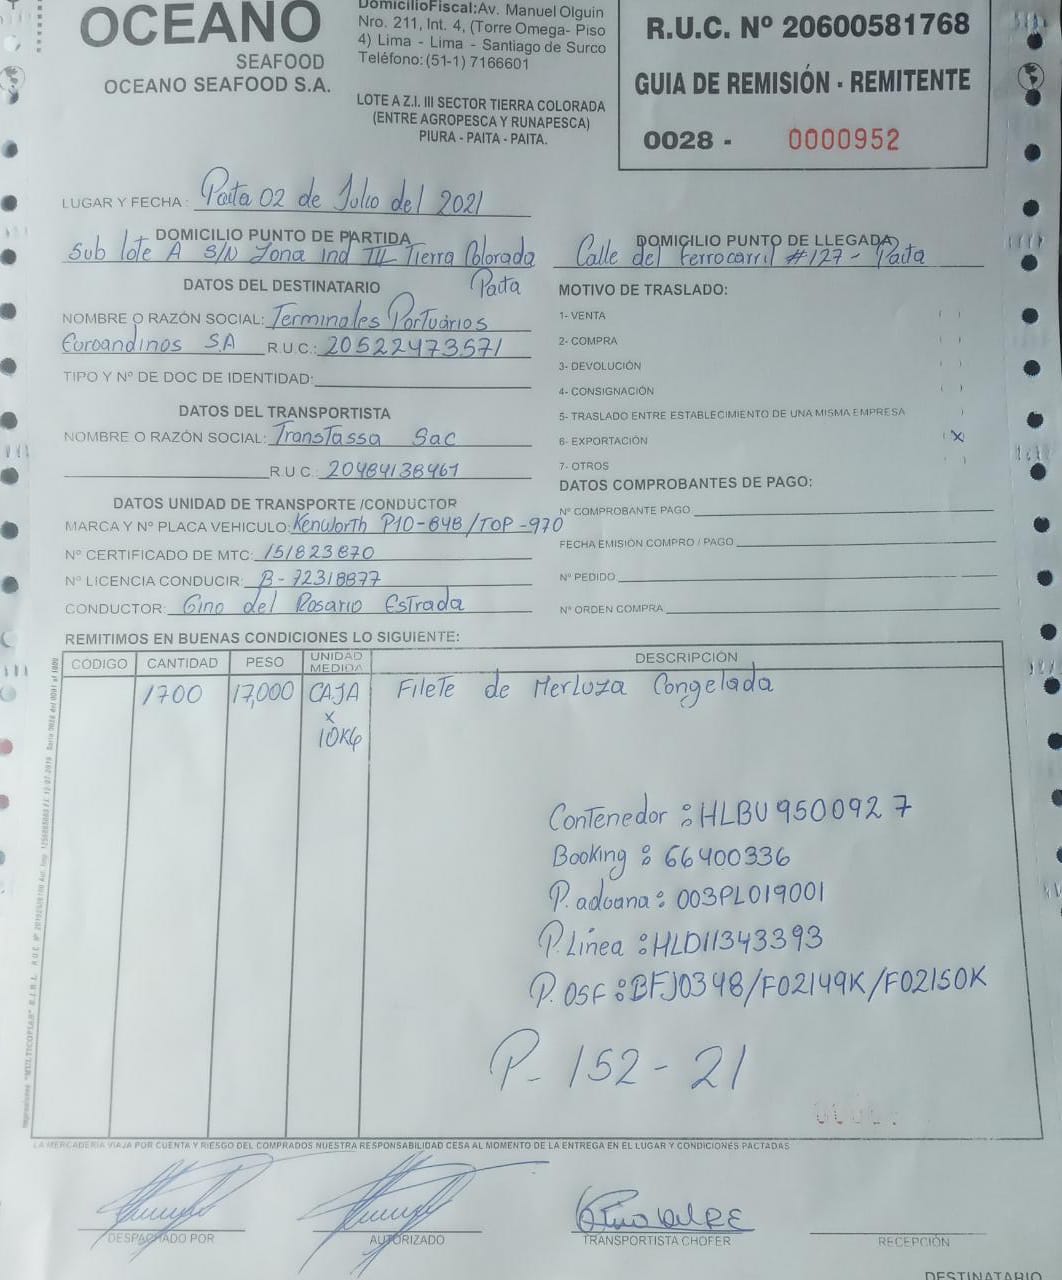 OCEANO
SEAFOOD
OCEANO SEAFOOD S.A.
DomicilioFiscal:Av. Manuel Olguin
Nro. 211, Int. 4, (Torre Omega- Piso
4) Lima - Lima - Santiago de Surco
Teléfono: (51-1) 7166601
LOTE A Z.I. III SECTOR TIERRA COLORADA
(ENTRE AGROPESCA Y RUNAPESCA)
PIURA - PAITA - PAITA.
R.U.C. Nº 20600581768
GUIA DE REMISIÓN - REMITENTE
0028 - 0000952
LUGAR Y FECHA : Paita 02 de Julio del 2021
DOMICILIO PUNTO DE PARTIDA
Sub lote A S/N Zona Ind III Tierra Colorada
Paita
DOMICILIO PUNTO DE LLEGADA
Calle del Ferrocarril #127 - Paita
DATOS DEL DESTINATARIO
NOMBRE O RAZÓN SOCIAL: Terminales Portuários
Euroandinos S.A R.U.C.: 20522473571
TIPO Y Nº DE DOC DE IDENTIDAD:
DATOS DEL TRANSPORTISTA
NOMBRE O RAZÓN SOCIAL: TransTassa Sac
R.U.C.: 20484138461
DATOS UNIDAD DE TRANSPORTE /CONDUCTOR
MARCA Y Nº PLACA VEHICULO: Kenworth P10-848/TOP-970
Nº CERTIFICADO DE MTC: 151823870
Nº LICENCIA CONDUCIR: B-72318877
CONDUCTOR: Gino del Rosario Estrada
MOTIVO DE TRASLADO:
1- VENTA ( )
2- COMPRA ( )
3- DEVOLUCIÓN ( )
4- CONSIGNACIÓN ( )
5- TRASLADO ENTRE ESTABLECIMIENTO DE UNA MISMA EMPRESA ( )
6- EXPORTACIÓN (X)
7- OTROS ( )
DATOS COMPROBANTES DE PAGO:
Nº COMPROBANTE PAGO
FECHA EMISIÓN COMPRO / PAGO
Nº PEDIDO
Nº ORDEN COMPRA
REMITIMOS EN BUENAS CONDICIONES LO SIGUIENTE:
CÓDIGO CANTIDAD PESO UNIDAD MEDIDA DESCRIPCIÓN
1700 17,000 CAJA Filete de Merluza Congelada
x
10KG
Contenedor : HLBU 9500927
Booking : 66400336
P. aduana : 003PL019001
P. Línea : HLD11343393
P. OSF : BFJ0348/F02149K/F02150K
P- 152-21
LA MERCADERIA VIAJA POR CUENTA Y RIESGO DEL COMPRADOS NUESTRA RESPONSABILIDAD CESA AL MOMENTO DE LA ENTREGA EN EL LUGAR Y CONDICIONES PACTADAS
DESPACHADO POR
AUTORIZADO
TRANSPORTISTA CHOFER
RECEPCIÓN
DESTINATARIO